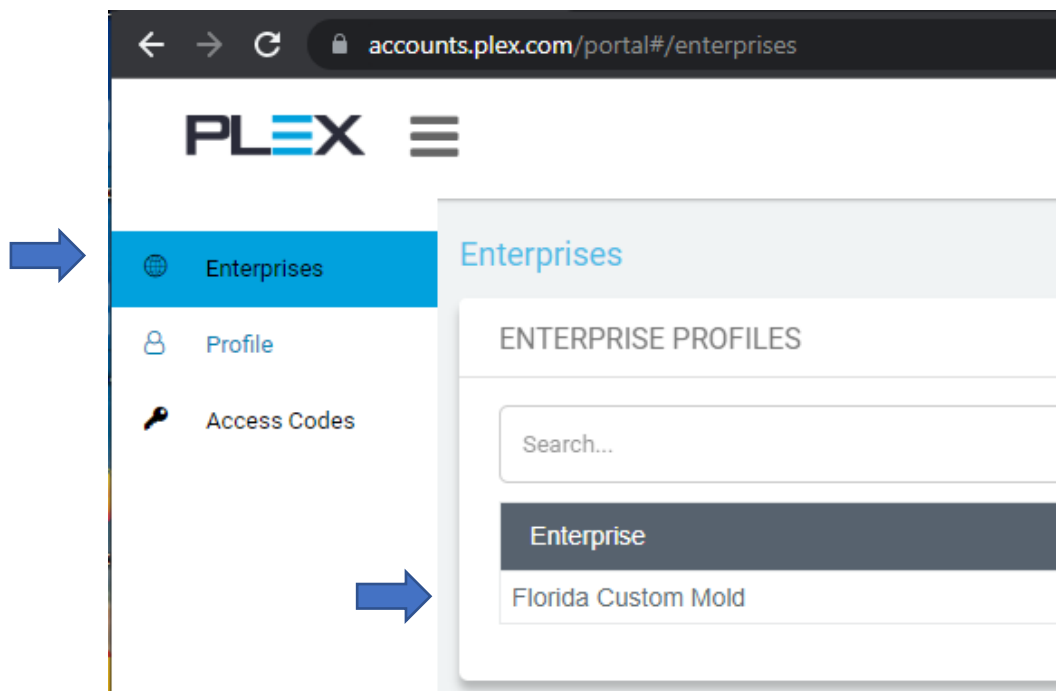 accounts.plex.com/portal#/enterprises
PLEX
Enterprises
Profile
Access Codes
Enterprises
ENTERPRISE PROFILES
Search...
Enterprise
Florida Custom Mold